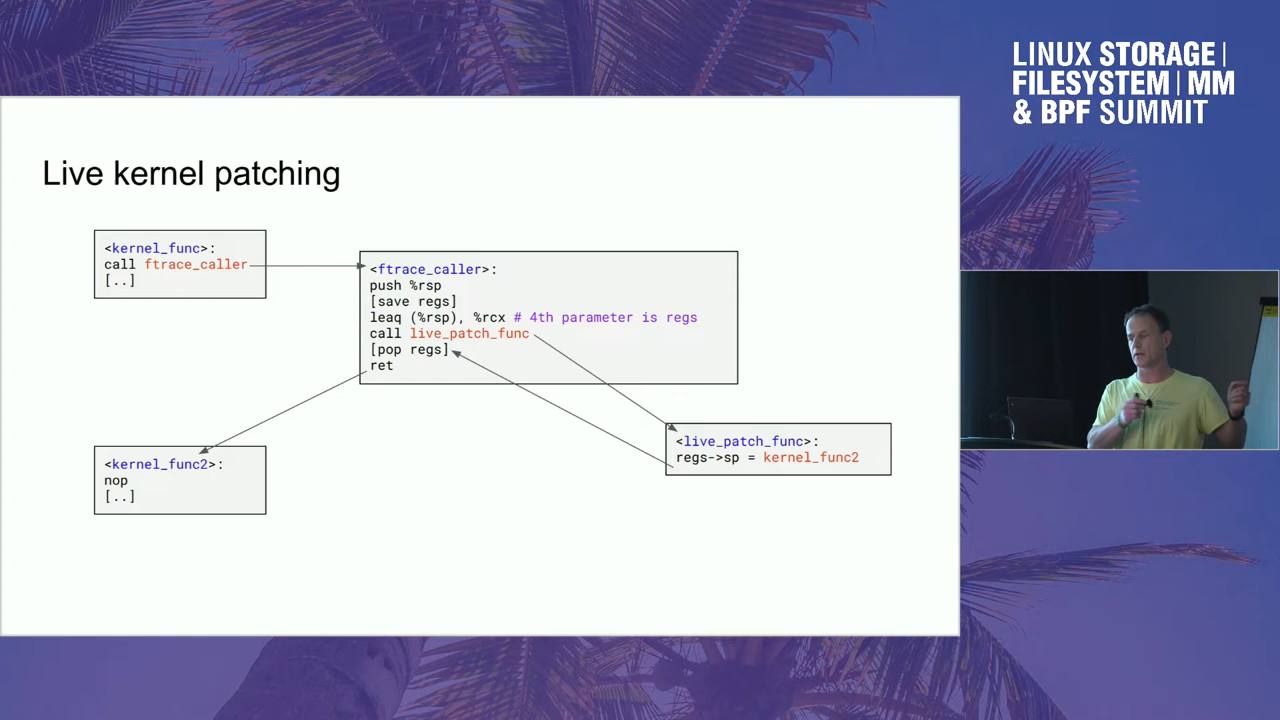 LINUX STORAGE |
FILESYSTEM | MM
& BPF SUMMIT
Live kernel patching
<kernel_func>:
call ftrace_caller
[..]
<ftrace_caller>:
push %rsp
[save regs]
leaq (%rsp), %rcx # 4th parameter is regs
call live_patch_func
[pop regs]
ret
<live_patch_func>:
regs->sp = kernel_func2
<kernel_func2>:
nop
[..]